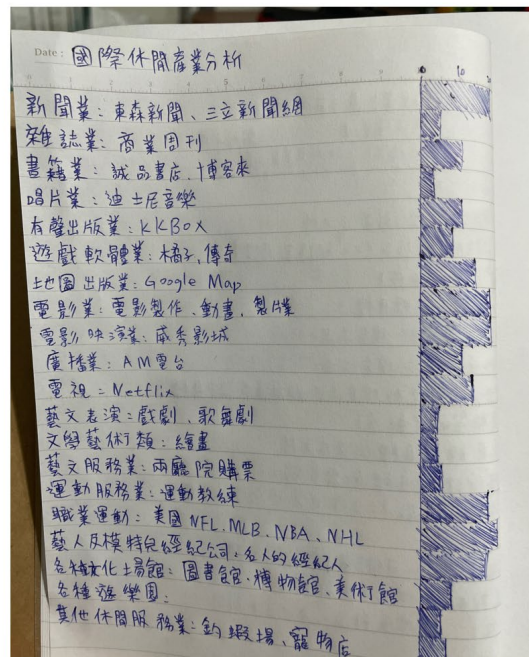 Date: 國際休閒產業分析
0 10
新聞業: 東森新聞、三立新聞網
雜誌業: 商業周刊
書籍業: 誠品書店、博客來
唱片業: 迪士尼音樂
有聲出版業: KKBOX
遊戲軟體業: 橘子、傳奇
地圖出版業: Google Map
電影業: 電影製作、動畫、製片業
電影映演業: 威秀影城
廣播業: AM電台
電視: Netflix
藝文表演: 戲劇、歌舞劇
文學藝術類: 繪畫
藝文服務業: 兩廳院購票
運動服務業: 運動教練
職業運動: 美國 NFL、MLB、NBA、NHL
藝人及模特兒經紀公司: 名人的經紀人
各種文化場館: 圖書館、博物館、美術館
各種遊樂園:
其他休閒服務業: 釣蝦場、寵物店